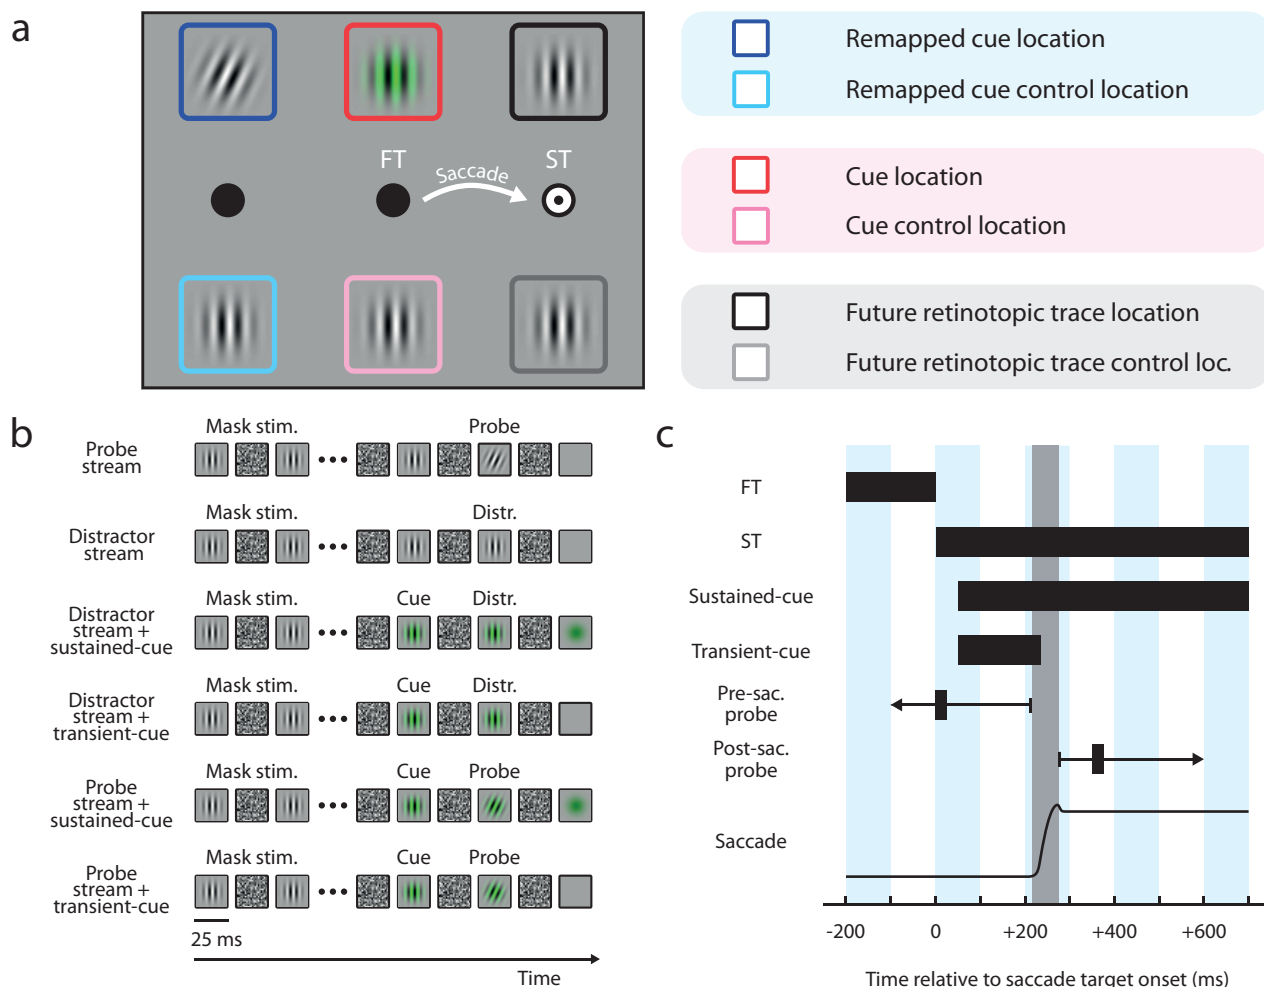 a
FT
ST
Saccade
Remapped cue location
Remapped cue control location
Cue location
Cue control location
Future retinotopic trace location
Future retinotopic trace control loc.
b
Mask stim.
Probe
Probe
stream
Mask stim.
Distr.
Distractor
stream
Mask stim.
Cue
Distr.
Distractor
stream +
sustained-cue
Mask stim.
Cue
Distr.
Distractor
stream +
transient-cue
Mask stim.
Cue
Probe
Probe
stream +
sustained-cue
Mask stim.
Cue
Probe
Probe
stream +
transient-cue
25 ms
Time
c
FT
ST
Sustained-cue
Transient-cue
Pre-sac.
probe
Post-sac.
probe
Saccade
-200 0 +200 +400 +600
Time relative to saccade target onset (ms)